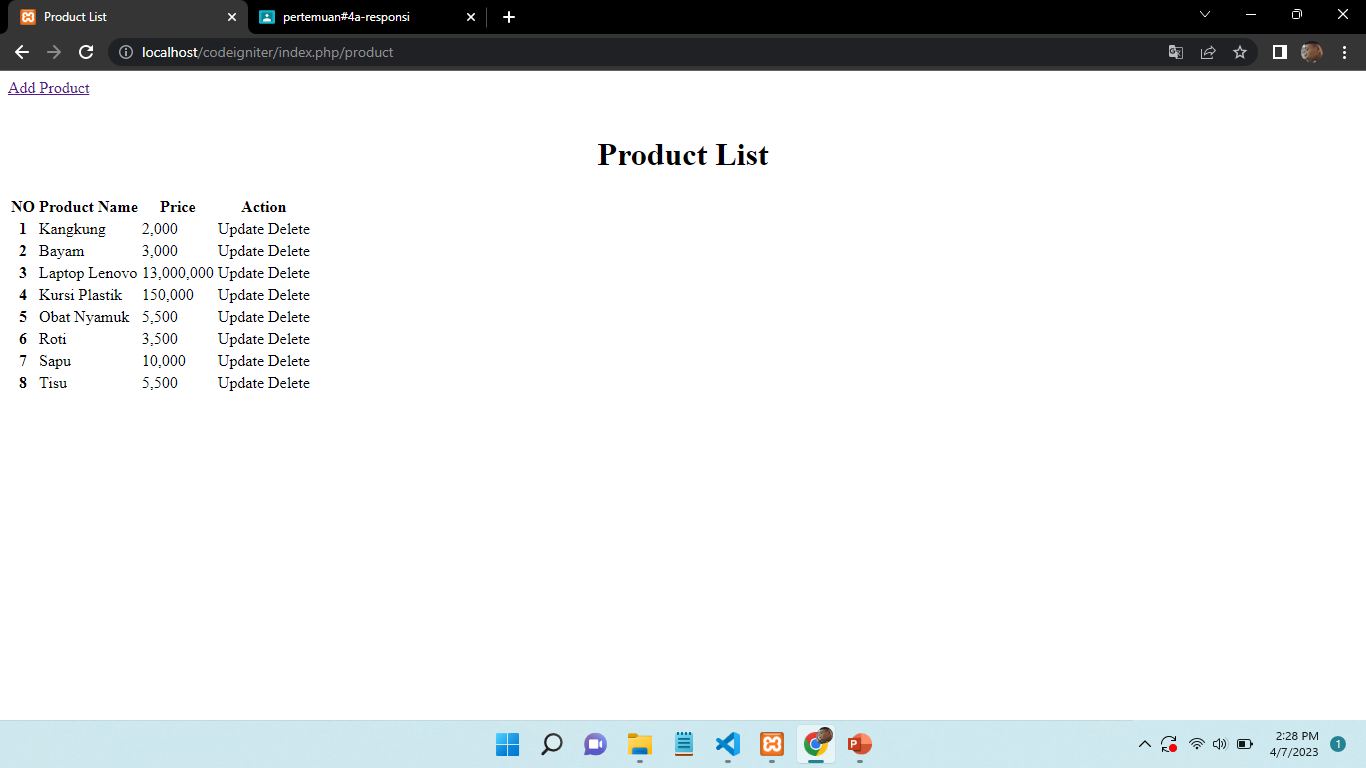 Product List
pertemuan#4a-responsi
localhost/codeigniter/index.php/product
Add Product
Product List
NO Product Name Price Action
1 Kangkung 2,000 Update Delete
2 Bayam 3,000 Update Delete
3 Laptop Lenovo 13,000,000 Update Delete
4 Kursi Plastik 150,000 Update Delete
5 Obat Nyamuk 5,500 Update Delete
6 Roti 3,500 Update Delete
7 Sapu 10,000 Update Delete
8 Tisu 5,500 Update Delete
2:28 PM
4/7/2023
1